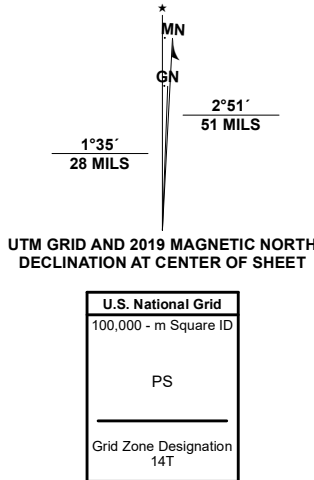 ★
MN
GN
1°35´
28 MILS
2°51´
51 MILS
UTM GRID AND 2019 MAGNETIC NORTH
DECLINATION AT CENTER OF SHEET
U.S. National Grid
100,000 - m Square ID
PS
Grid Zone Designation
14T